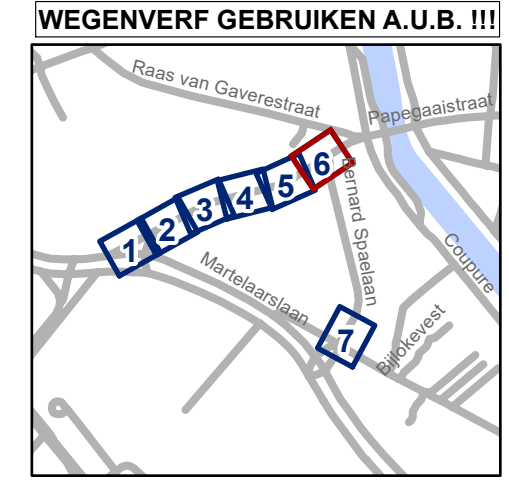 WEGENVERF GEBRUIKEN A.U.B. !!!
Raas van Gaverestraat
Papegaaistraat
6
5
4
3
2
1
Bernard Spaelaan
Coupure
Martelaarslaan
7
Bijlokevest